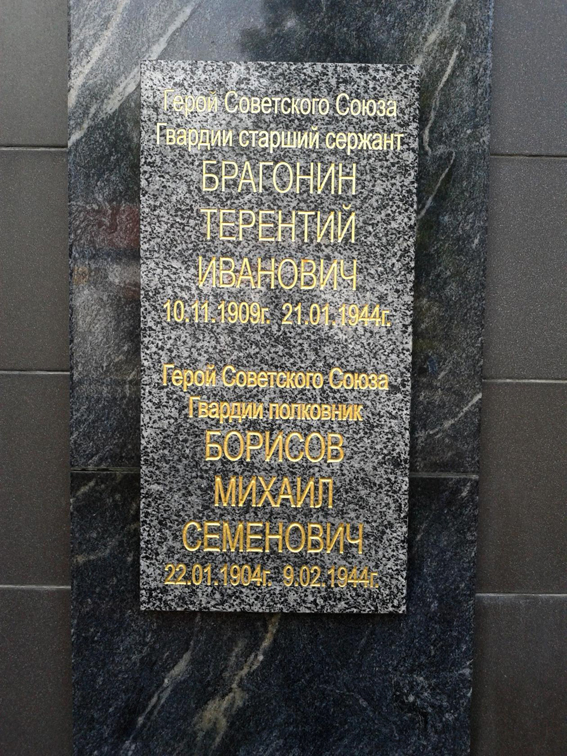 Герой Советского Союза
Гвардии старший сержант
БРАГОНИН
ТЕРЕНТИЙ
ИВАНОВИЧ
10.11.1909г. 21.01.1944г.
Герой Советского Союза
Гвардии полковник
БОРИСОВ
МИХАИЛ
СЕМЕНОВИЧ
22.01.1904г. 9.02.1944г.